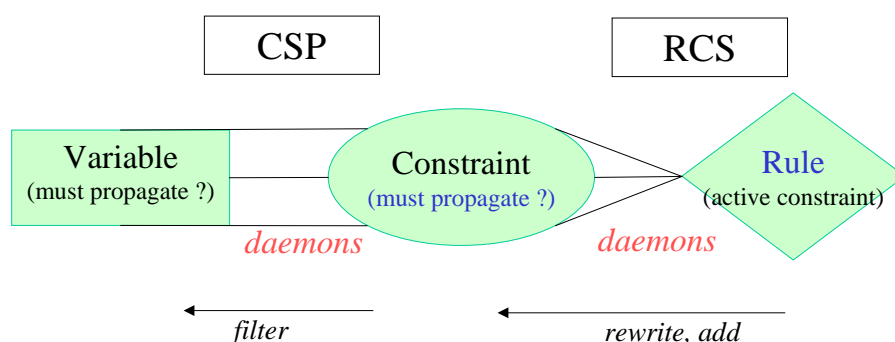 CSP
RCS
Variable
(must propagate ?)
Constraint
(must propagate ?)
Rule
(active constraint)
daemons
daemons
filter
rewrite, add